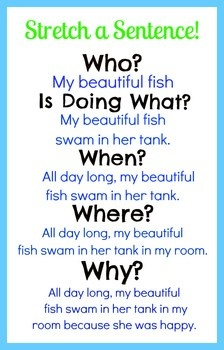 Stretch a Sentence!
Who?
My beautiful fish
Is Doing What?
My beautiful fish
swam in her tank.
When?
All day long, my beautiful
fish swam in her tank.
Where?
All day long, my beautiful
fish swam in her tank in my room.
Why?
All day long, my beautiful
fish swam in her tank in my
room because she was happy.